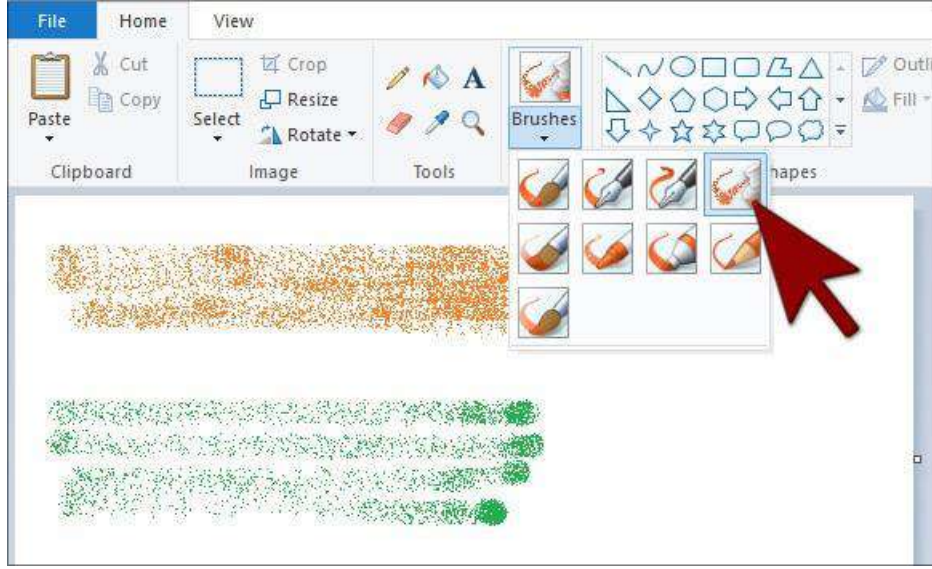 File Home View
Cut
Copy
Paste
Clipboard
Select
Crop
Resize
Rotate
Image
A
Tools
Brushes
Outli
Fill
hapes